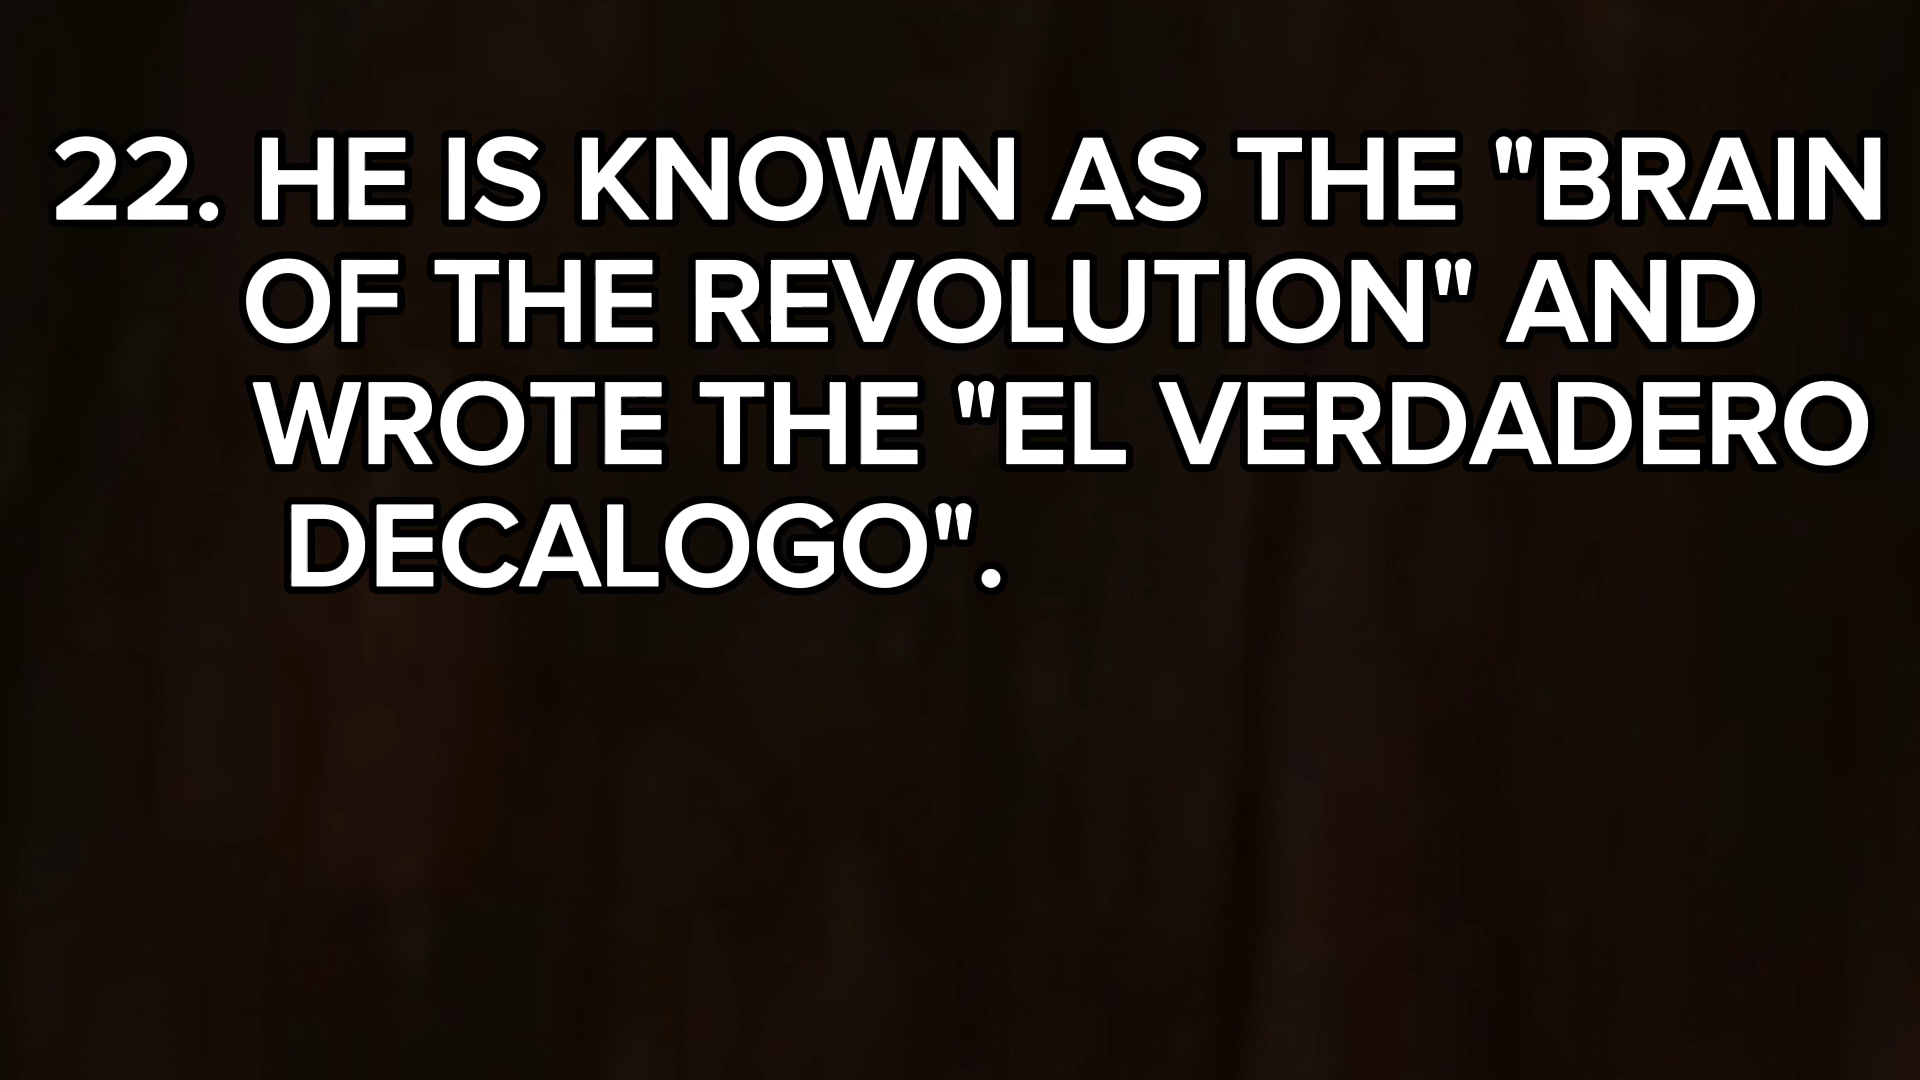 22. HE IS KNOWN AS THE "BRAIN
OF THE REVOLUTION" AND
WROTE THE "EL VERDADERO
DECALOGO".